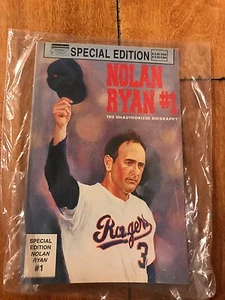 SPECIAL EDITION
NOLAN
RYAN #1
THE UNAUTHORIZED BIOGRAPHY
Rangers
3
SPECIAL
EDITION
NOLAN
RYAN
#1